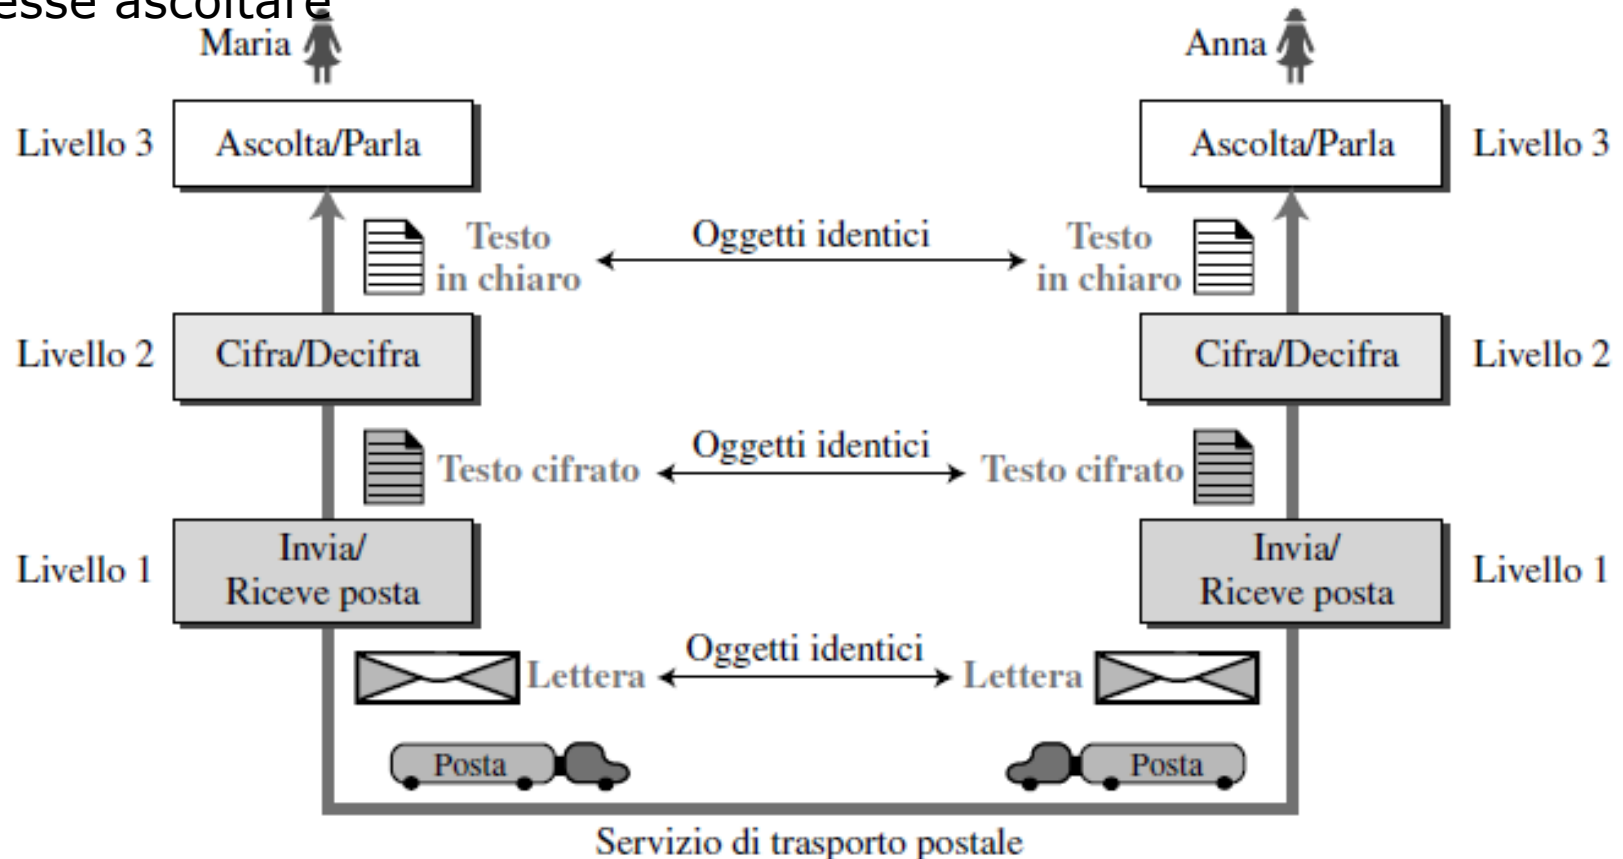 esse ascoltare
Maria
Anna
Livello 3
Ascolta/Parla
Ascolta/Parla
Livello 3
Testo
in chiaro
Oggetti identici
Testo
in chiaro
Livello 2
Cifra/Decifra
Cifra/Decifra
Livello 2
Testo cifrato
Oggetti identici
Testo cifrato
Livello 1
Invia/
Riceve posta
Invia/
Riceve posta
Livello 1
Lettera
Oggetti identici
Lettera
Posta
Posta
Servizio di trasporto postale